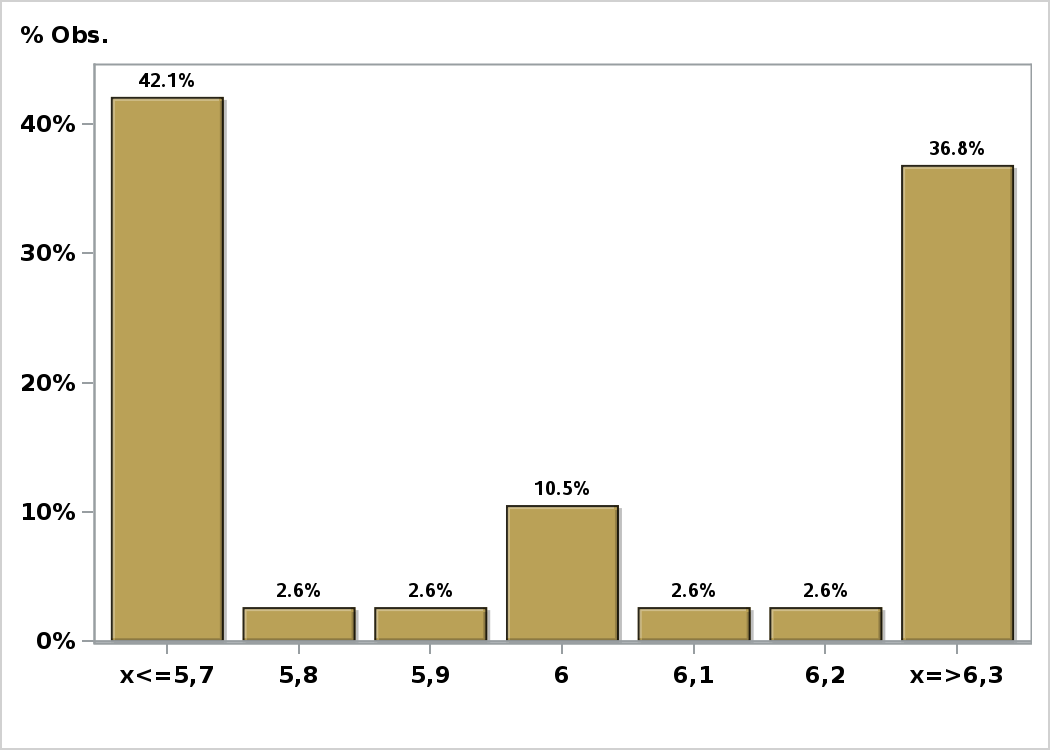 % Obs.
42.1%
40%
36.8%
30%
20%
10.5%
10%
2.6% 2.6% 2.6% 2.6%
0%
x<=5,7 5,8 5,9 6 6,1 6,2 x=>6,3